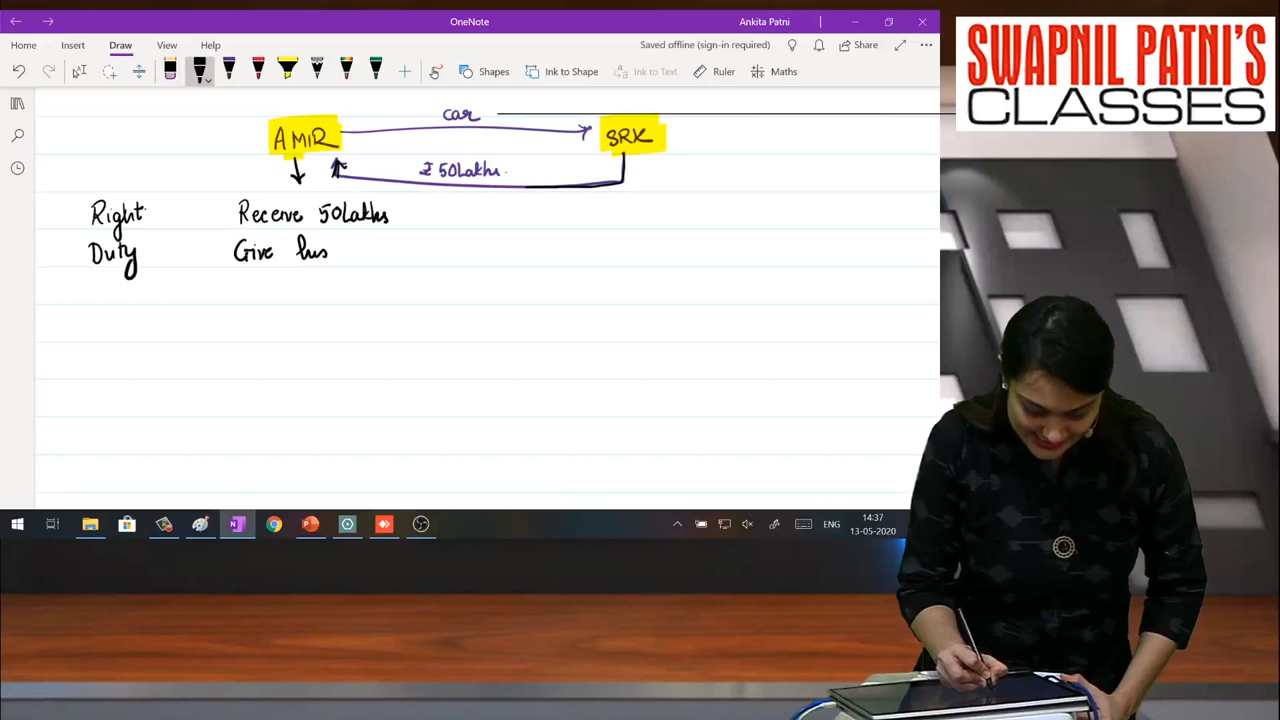 OneNote
Ankita Patni
Home Insert Draw View Help
Saved offline (sign-in required)
Share
Shapes
Ink to Shape
Ink to Text
Ruler
Maths
SWAPNIL PATNI'S
CLASSES
car
AMIR
SRK
₹ 50Lakhs.
Right Receive 50Lakhs
Duty Give his
ENG
14:37
13-05-2020